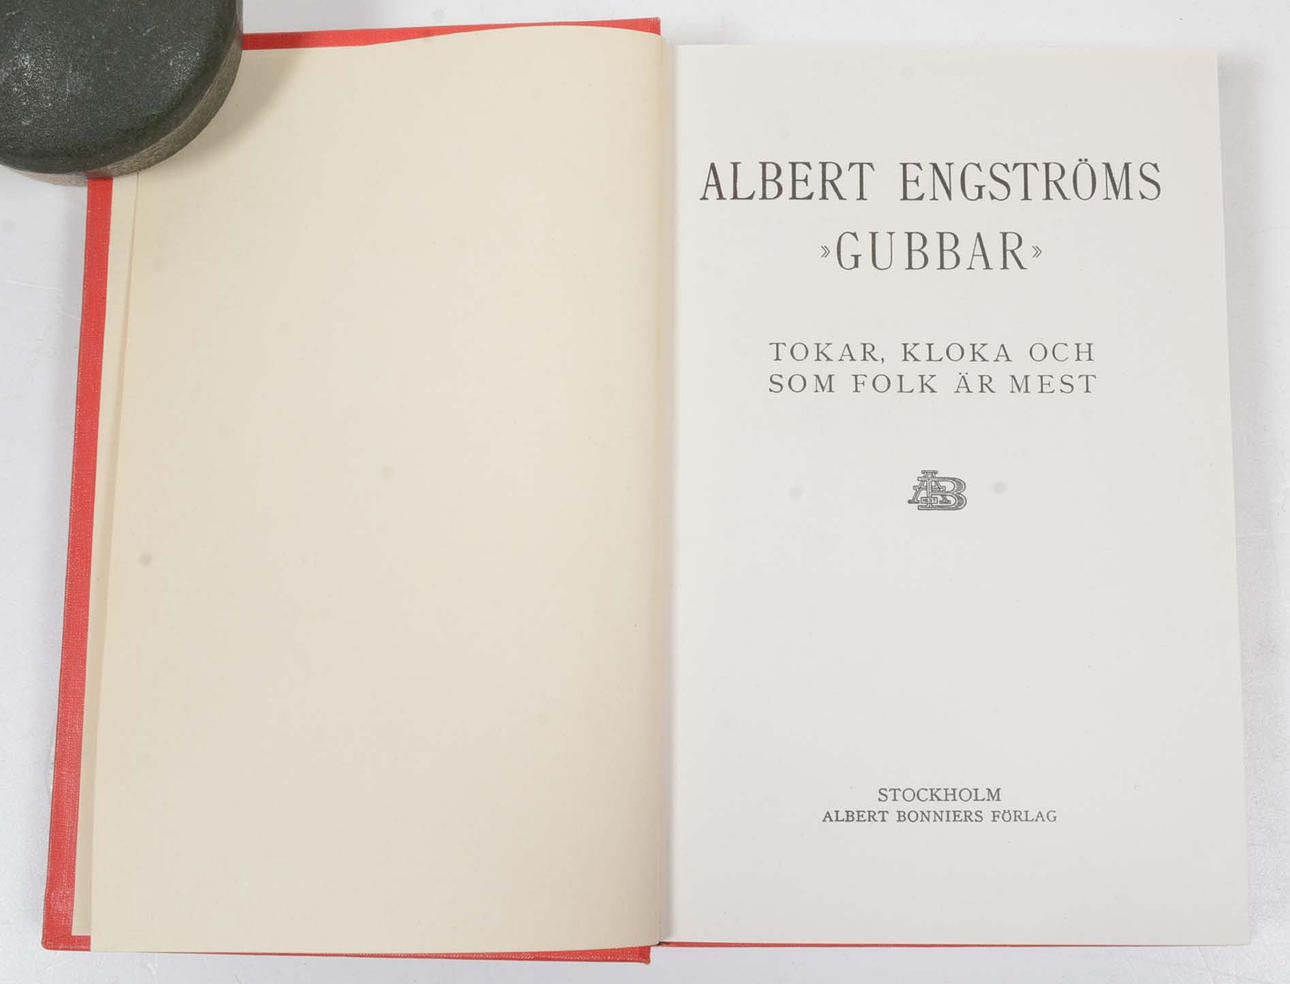 ALBERT ENGSTRÖMS
»GUBBAR»
TOKAR, KLOKA OCH
SOM FOLK ÄR MEST
STOCKHOLM
ALBERT BONNIERS FÖRLAG